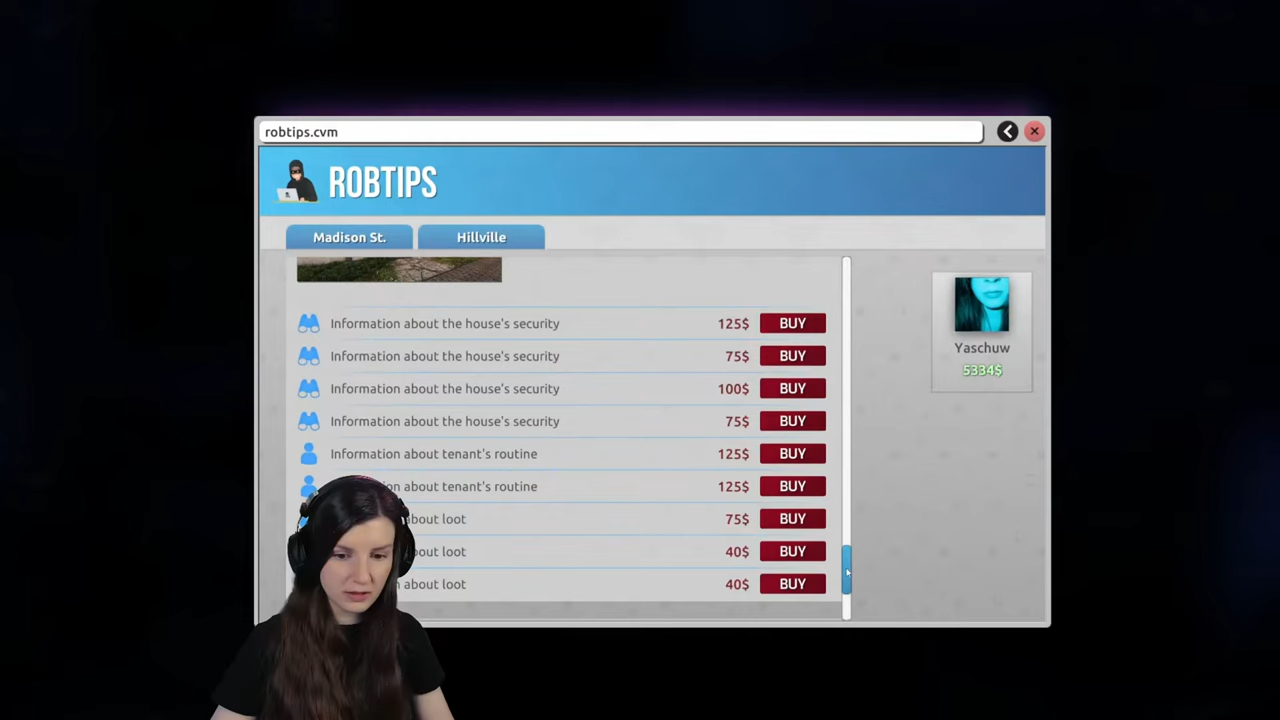 robtips.cvm
ROBTIPS
Madison St. Hillville
Information about the house's security 125$ BUY
Information about the house's security 75$ BUY
Information about the house's security 100$ BUY
Information about the house's security 75$ BUY
Information about tenant's routine 125$ BUY
about tenant's routine 125$ BUY
about loot 75$ BUY
about loot 40$ BUY
about loot 40$ BUY
Yaschuw
5334$